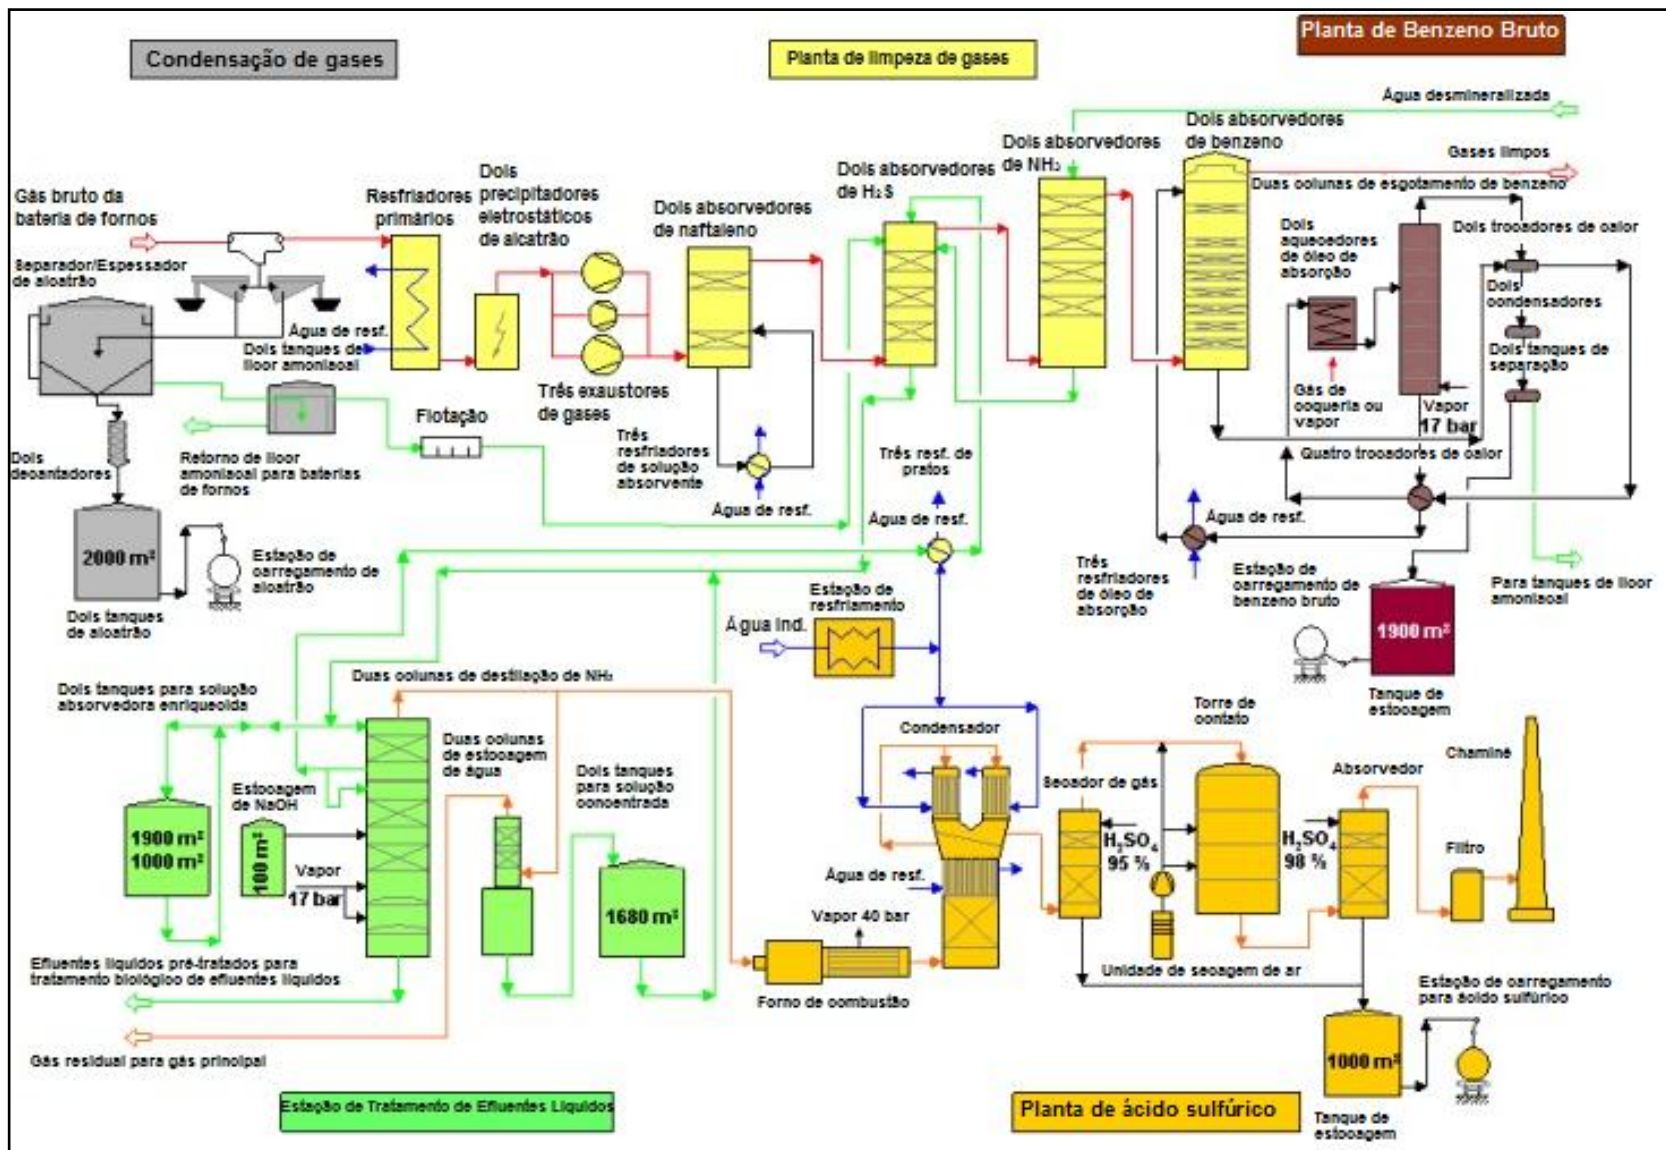 Condensação de gases
Planta de limpeza de gases
Planta de Benzeno Bruto
Água desmineralizada
Gases limpos
Gás bruto da
bateria de fornos
Resfriadores
primários
Dois
precipitadores
eletrostáticos
de alcatrão
Dois absorvedores
de naftaleno
Dois absorvedores
de H₂S
Dois absorvedores
de NH₃
Dois absorvedores
de benzeno
Duas colunas de esgotamento de benzeno
Dois
aquecedores
de óleo de
absorção
Dois trocadores de calor
Dois
condensadores
Dois tanques de
separação
Separador/Espessador
de alcatrão
Água de resf.
Dois tanques de
licor amoniacal
Três exaustores
de gases
Gás de
coqueria ou
vapor
Vapor
17 bar
Flotação
Dois
decantadores
Retorno de licor
amoniacal para baterias
de fornos
Três
resfriadores
de solução
absorvente
Água de resf.
Três resf. de
pratos
Água de resf.
Quatro trocadores de calor
Água de resf.
Três
resfriadores
de óleo de
absorção
2000 m³
Estação de
carregamento de
alcatrão
Dois tanques
de alcatrão
Estação de
resfriamento
Água ind.
Estação de
carregamento de
benzeno bruto
Para tanques de licor
amoniacal
1900 m³
Tanque de
estocagem
Dois tanques para solução
absorvedora enriquecida
Duas colunas de destilação de NH₃
Duas colunas
de estocagem
de água
Dois tanques
para solução
concentrada
Estocagem
de NaOH
1900 m³
1000 m³
100 m³
Vapor
17 bar
1680 m³
Condensador
Torre de
contato
Secador de gás
Absorvedor
Chaminé
H₂SO₄
95 %
H₂SO₄
98 %
Filtro
Água de resf.
Vapor 40 bar
Forno de combustão
Unidade de secagem de ar
Efluentes líquidos pré-tratados para
tratamento biológico de efluentes líquidos
Gás residual para gás principal
Estação de carregamento
para ácido sulfúrico
1000 m³
Tanque de
estocagem
Estação de Tratamento de Efluentes Líquidos
Planta de ácido sulfúrico